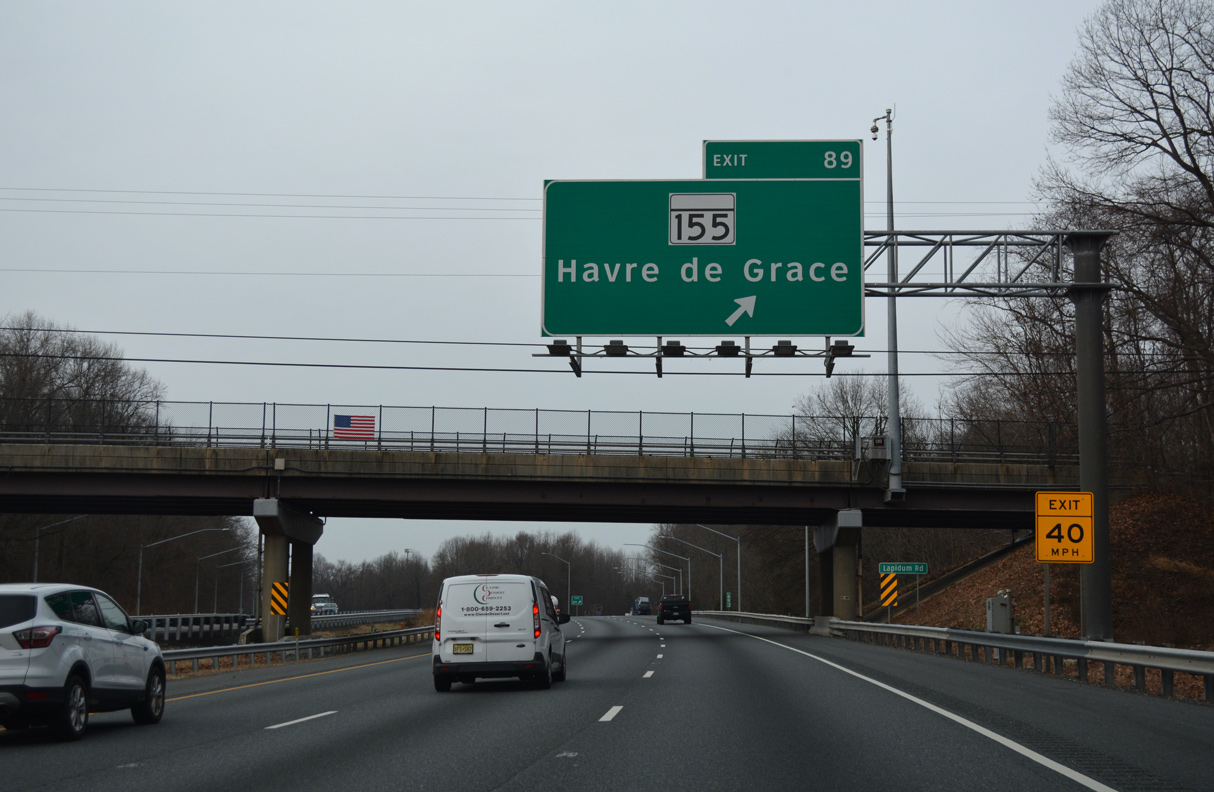 EXIT 89
155
Havre de Grace
EXIT
40
MPH
Lapidum Rd
1-800-659-2253